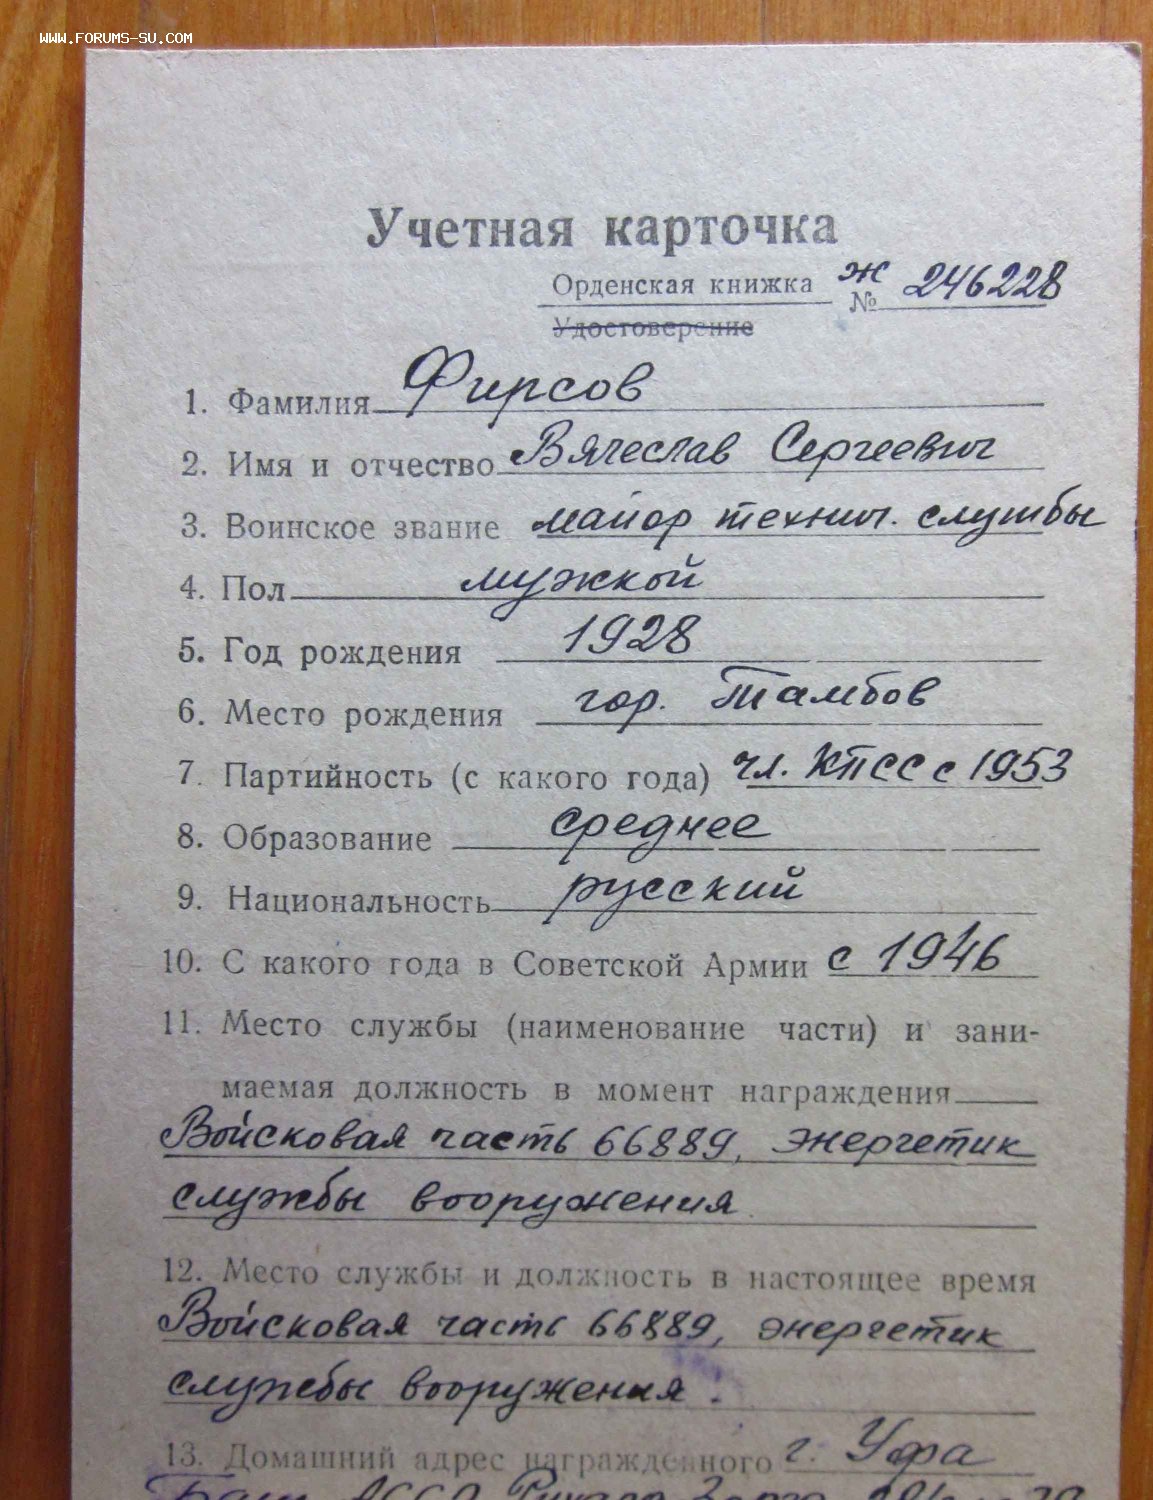 WWW.FORUMS-SU.COM
Учетная карточка
Орденская книжка Ж № 246228
Удостоверение
1. Фамилия Фирсов
2. Имя и отчество Вячеслав Сергеевич
3. Воинское звание майор технич. службы
4. Пол мужской
5. Год рождения 1928
6. Место рождения гор. Тамбов
7. Партийность (с какого года) чл. КПСС с 1953
8. Образование среднее
9. Национальность русский
10. С какого года в Советской Армии с 1946
11. Место службы (наименование части) и зани-
маемая должность в момент награждения
Войсковая часть 66889, энергетик
службы вооружения
12. Место службы и должность в настоящее время
Войсковая часть 66889, энергетик
службы вооружения.
13. Домашний адрес награжденного г. Уфа
Баш. АССР Рихарда Зорге